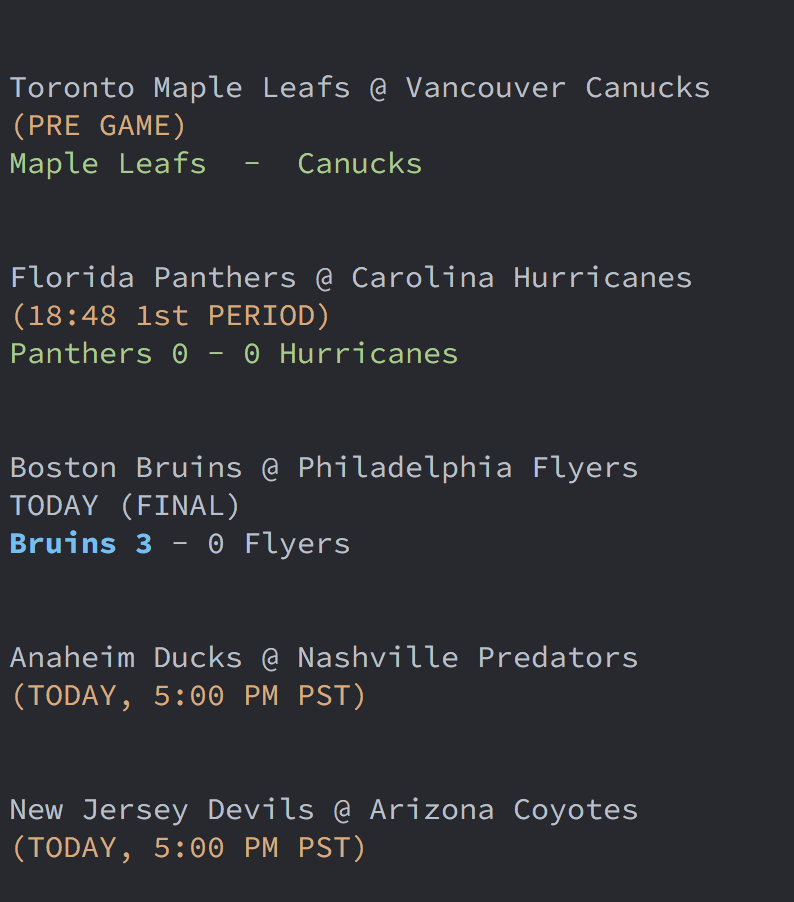 Toronto Maple Leafs @ Vancouver Canucks
(PRE GAME)
Maple Leafs  -  Canucks
Florida Panthers @ Carolina Hurricanes
(18:48 1st PERIOD)
Panthers 0 - 0 Hurricanes
Boston Bruins @ Philadelphia Flyers
TODAY (FINAL)
Bruins 3 - 0 Flyers
Anaheim Ducks @ Nashville Predators
(TODAY, 5:00 PM PST)
New Jersey Devils @ Arizona Coyotes
(TODAY, 5:00 PM PST)